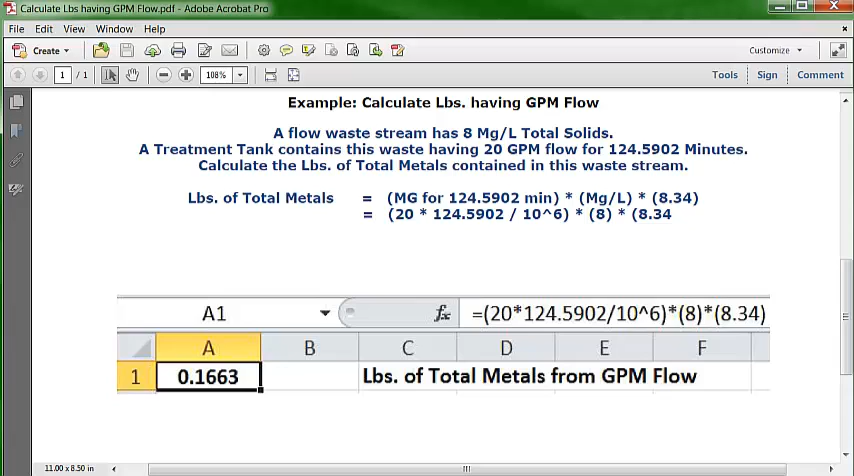 Calculate Lbs having GPM Flow.pdf - Adobe Acrobat Pro
File Edit View Window Help
Create Customize
1 / 1 108% Tools Sign Comment
Example: Calculate Lbs. having GPM Flow
A flow waste stream has 8 Mg/L Total Solids.
A Treatment Tank contains this waste having 20 GPM flow for 124.5902 Minutes.
Calculate the Lbs. of Total Metals contained in this waste stream.
Lbs. of Total Metals = (MG for 124.5902 min) * (Mg/L) * (8.34)
= (20 * 124.5902 / 10^6) * (8) * (8.34
A1 fx =(20*124.5902/10^6)*(8)*(8.34)
A B C D E F
1 0.1663 Lbs. of Total Metals from GPM Flow
11.00 x 8.50 in